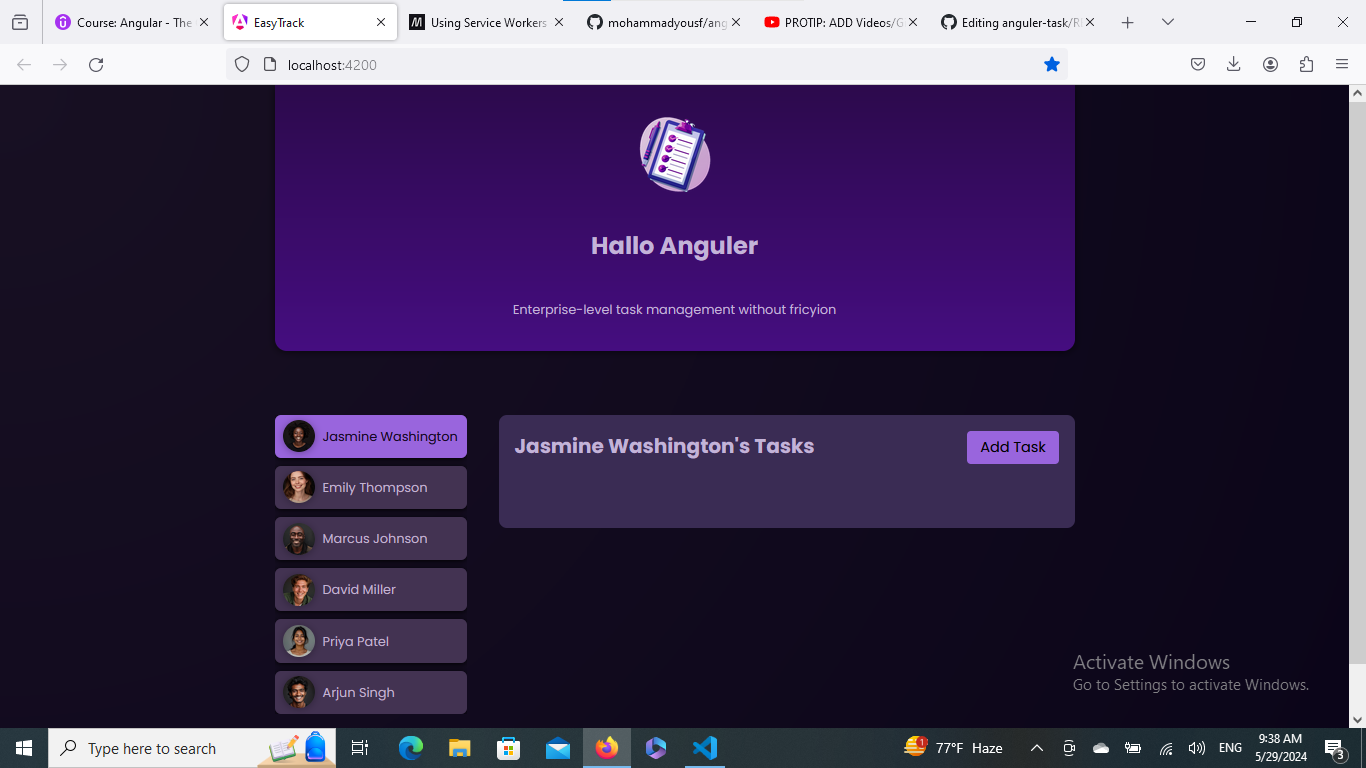 Course: Angular - The
EasyTrack
Using Service Workers
mohammadyousf/ang
PROTIP: ADD Videos/G
Editing anguler-task/RE
localhost:4200
Hallo Anguler
Enterprise-level task management without fricyion
Jasmine Washington
Emily Thompson
Marcus Johnson
David Miller
Priya Patel
Arjun Singh
Jasmine Washington's Tasks
Add Task
Activate Windows
Go to Settings to activate Windows.
Type here to search
1
77°F Haze
ENG
9:38 AM
5/29/2024
3